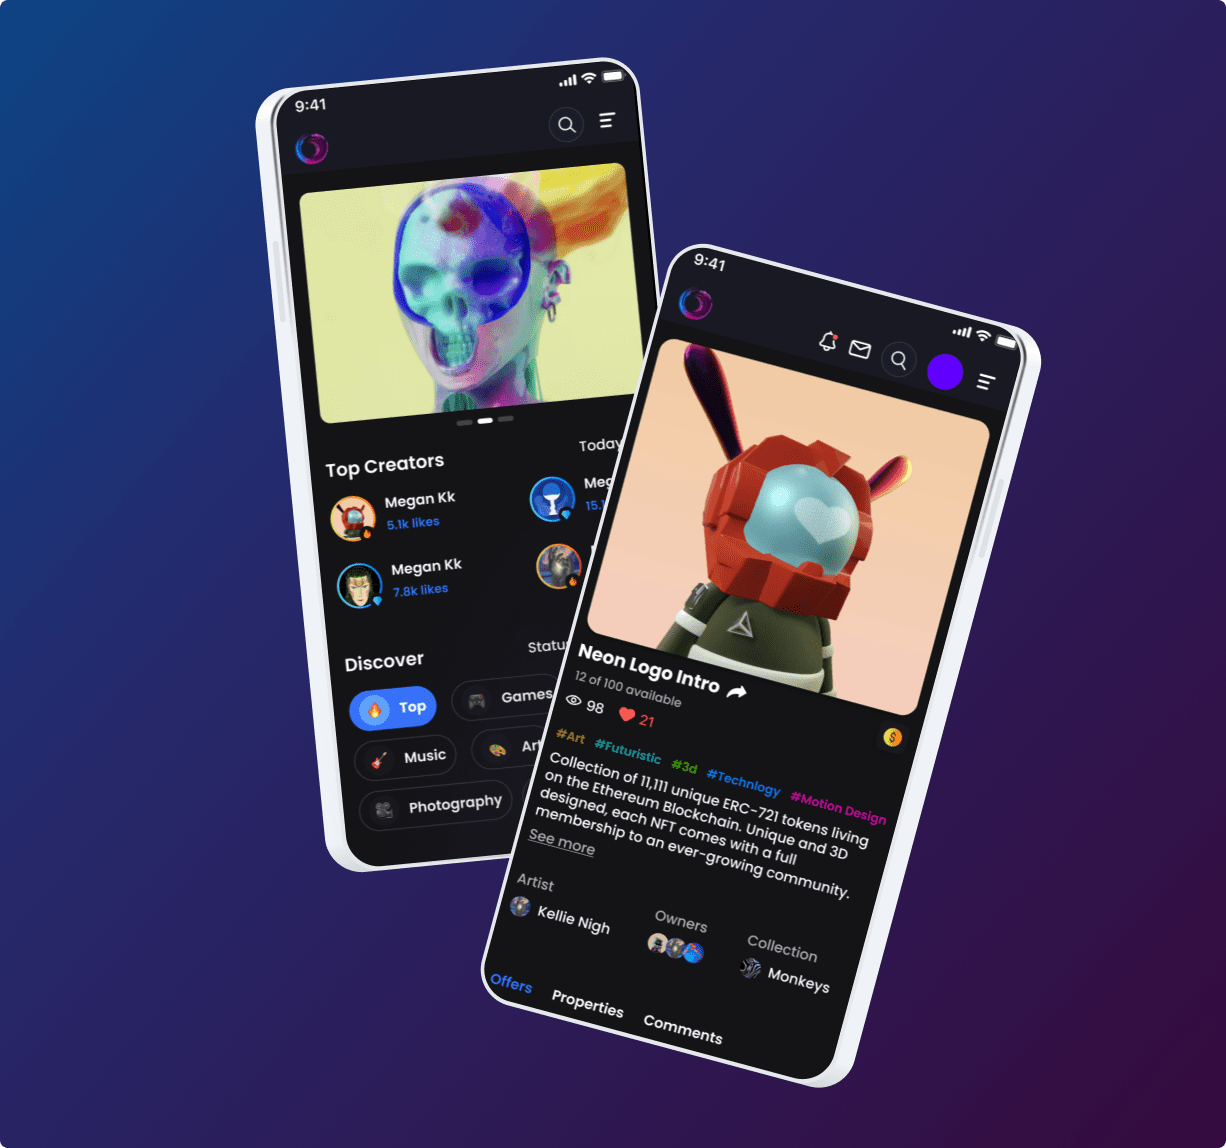 9:41
Top Creators
Today
Megan Kk
5.1k likes
Megan Kk
7.8k likes
Discover
Top
Games
Music
Photography
9:41
Neon Logo Intro
12 of 100 available
98
21
#Art #Futuristic #3d #Technlogy #Motion Design
Collection of 11,111 unique ERC-721 tokens living
on the Ethereum Blockchain. Unique and 3D
designed, each NFT comes with a full
membership to an ever-growing community.
See more
Artist
Kellie Nigh
Owners
Collection
Monkeys
Offers
Properties
Comments